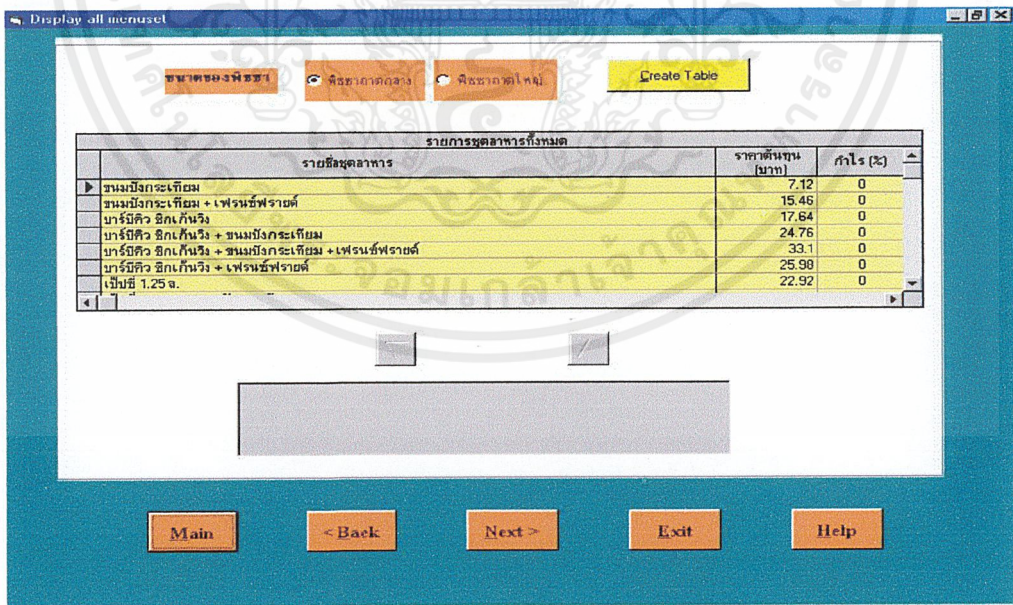 Display all menuset
ขนาดของพิซซา
พิซซาถาดกลาง
พิซซาถาดใหญ่
Create Table
รายการชุดอาหารทั้งหมด
รายชื่อชุดอาหาร
ราคาต้นทุน
(บาท)
กำไร (%)
ขนมปังกระเทียม 7.12 0
ขนมปังกระเทียม + เฟรนช์ฟรายด์ 15.46 0
บาร์บีคิว ชิกเก้นวิง 17.64 0
บาร์บีคิว ชิกเก้นวิง + ขนมปังกระเทียม 24.76 0
บาร์บีคิว ชิกเก้นวิง + ขนมปังกระเทียม +เฟรนช์ฟรายด์ 33.1 0
บาร์บีคิว ชิกเก้นวิง + เฟรนช์ฟรายด์ 25.98 0
เป็ปซี่ 1.25 ล. 22.92 0
Main
< Back
Next >
Exit
Help